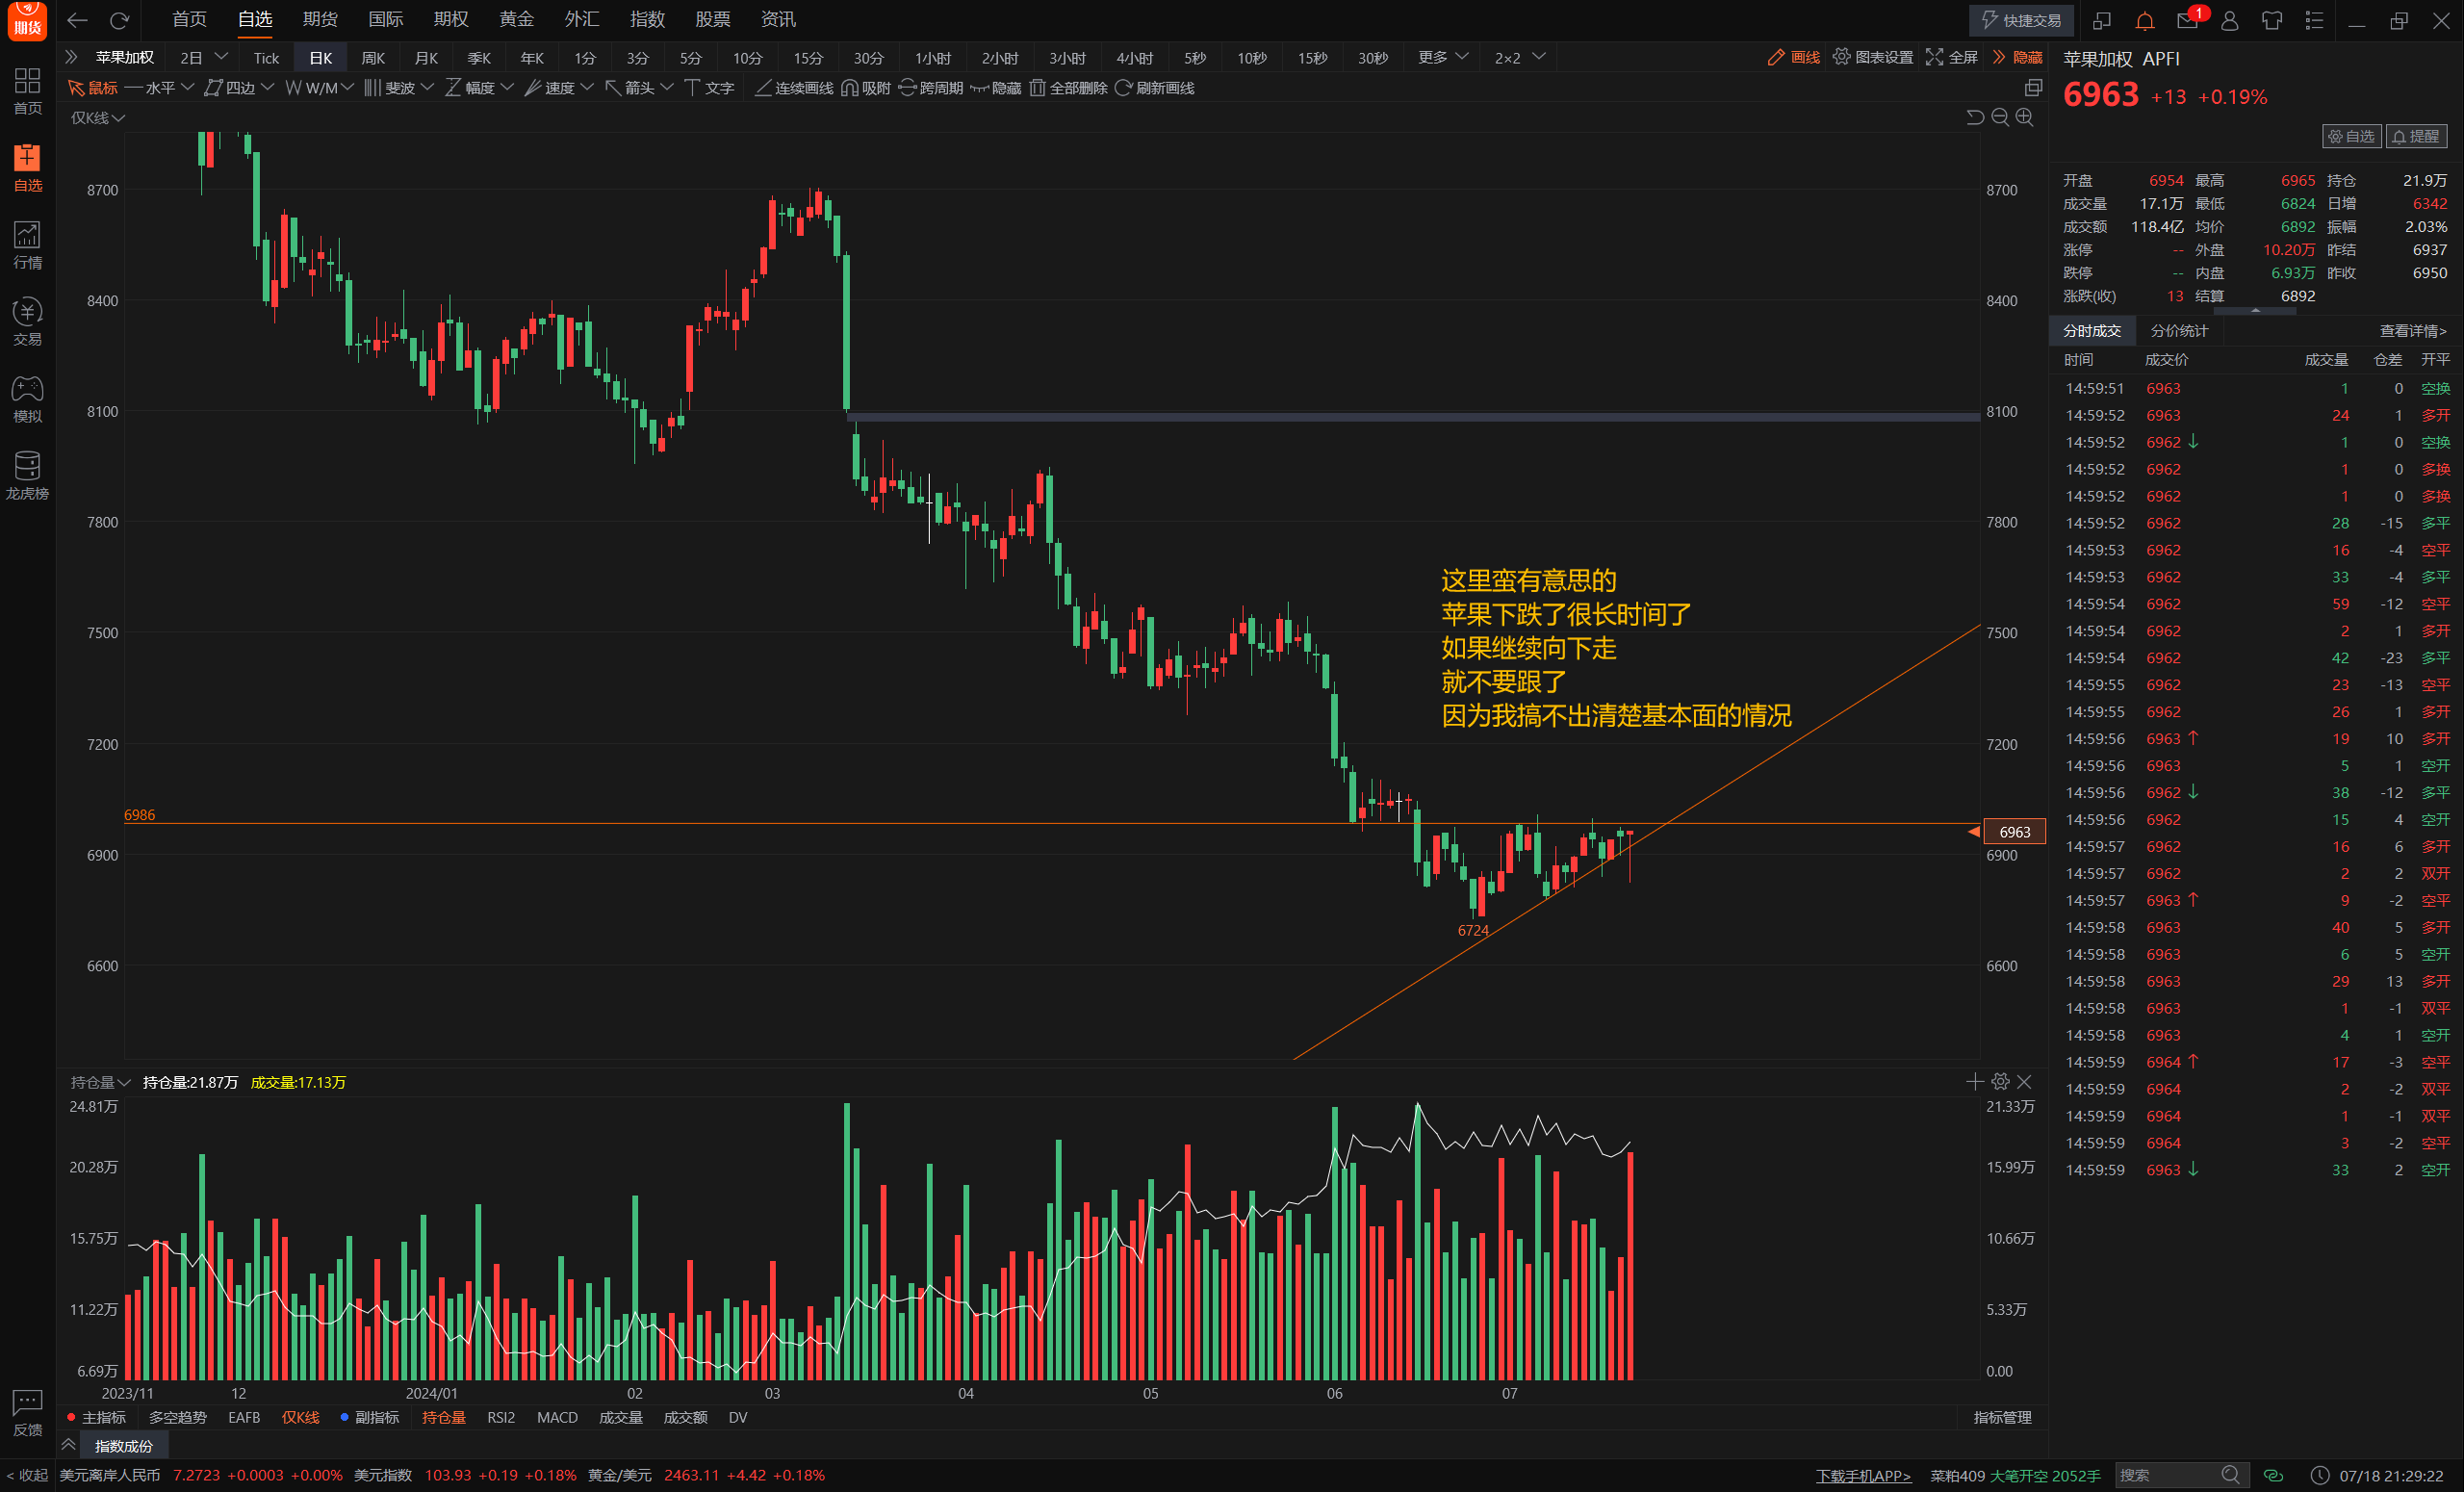 期货
首页 自选 期货 国际 期权 黄金 外汇 指数 股票 资讯
快捷交易
1
苹果加权 2日 Tick 日K 周K 月K 季K 年K 1分 3分 5分 10分 15分 30分 1小时 2小时 3小时 4小时 5秒 10秒 15秒 30秒 更多 2×2 画线 图表设置 全屏 隐藏
鼠标 水平 四边 W/M 斐波 幅度 速度 箭头 文字 连续画线 吸附 跨周期 隐藏 全部删除 刷新画线
首页
自选
行情
交易
模拟
龙虎榜
反馈
仅K线
8700 8700
8400 8400
8100 8100
7800 7800
7500 7500
7200 7200
6900 6900
6600 6600
6986
6963
6724
这里蛮有意思的
苹果下跌了很长时间了
如果继续向下走
就不要跟了
因为我搞不出清楚基本面的情况
持仓量 持仓量:21.87万 成交量:17.13万
24.81万 21.33万
20.28万 15.99万
15.75万 10.66万
11.22万 5.33万
6.69万 0.00
2023/11 12 2024/01 02 03 04 05 06 07
主指标 多空趋势 EAFB 仅K线 副指标 持仓量 RSI2 MACD 成交量 成交额 DV 指标管理
指数成份
苹果加权 APFI
6963 +13 +0.19%
自选 提醒
开盘 6954 最高 6965 持仓 21.9万
成交量 17.1万 最低 6824 日增 6342
成交额 118.4亿 均价 6892 振幅 2.03%
涨停 -- 外盘 10.20万 昨结 6937
跌停 -- 内盘 6.93万 昨收 6950
涨跌(收) 13 结算 6892
分时成交 分价统计 查看详情>
时间 成交价 成交量 仓差 开平
14:59:51 6963 1 0 空换
14:59:52 6963 24 1 多开
14:59:52 6962 ↓ 1 0 空换
14:59:52 6962 1 0 多换
14:59:52 6962 1 0 多换
14:59:52 6962 28 -15 多平
14:59:53 6962 16 -4 空平
14:59:53 6962 33 -4 多平
14:59:54 6962 59 -12 空平
14:59:54 6962 2 1 多开
14:59:54 6962 42 -23 多平
14:59:55 6962 23 -13 空平
14:59:55 6962 26 1 多开
14:59:56 6963 ↑ 19 10 多开
14:59:56 6963 5 1 空开
14:59:56 6962 ↓ 38 -12 多平
14:59:56 6962 15 4 空开
14:59:57 6962 16 6 多开
14:59:57 6962 2 2 双开
14:59:57 6963 ↑ 9 -2 空平
14:59:58 6963 40 5 多开
14:59:58 6963 6 5 空开
14:59:58 6963 29 13 多开
14:59:58 6963 1 -1 双平
14:59:58 6963 4 1 空开
14:59:59 6964 ↑ 17 -3 空平
14:59:59 6964 2 -2 双平
14:59:59 6964 1 -1 双平
14:59:59 6964 3 -2 空平
14:59:59 6963 ↓ 33 2 空开
< 收起 美元离岸人民币 7.2723 +0.0003 +0.00% 美元指数 103.93 +0.19 +0.18% 黄金/美元 2463.11 +4.42 +0.18% 下载手机APP> 菜粕409 大笔开空 2052手 搜索 07/18 21:29:22